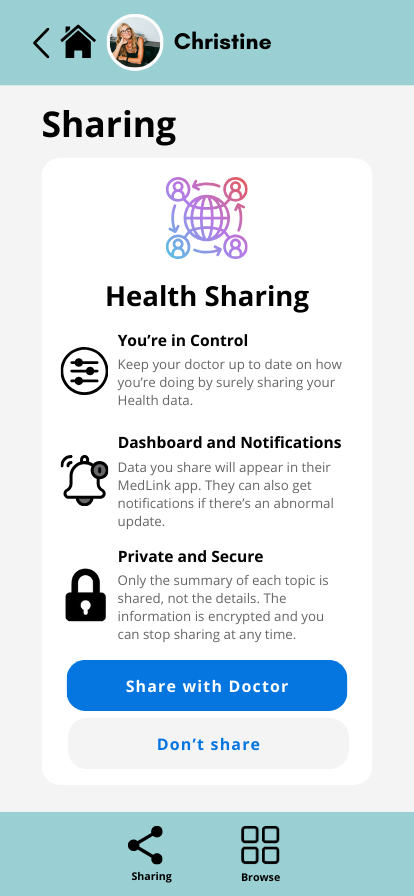 Christine
Sharing
Health Sharing
You’re in Control
Keep your doctor up to date on how
you’re doing by surely sharing your
Health data.
Dashboard and Notifications
Data you share will appear in their
MedLink app. They can also get
notifications if there’s an abnormal
update.
Private and Secure
Only the summary of each topic is
shared, not the details. The
information is encrypted and you
can stop sharing at any time.
Share with Doctor
Don’t share
Sharing
Browse